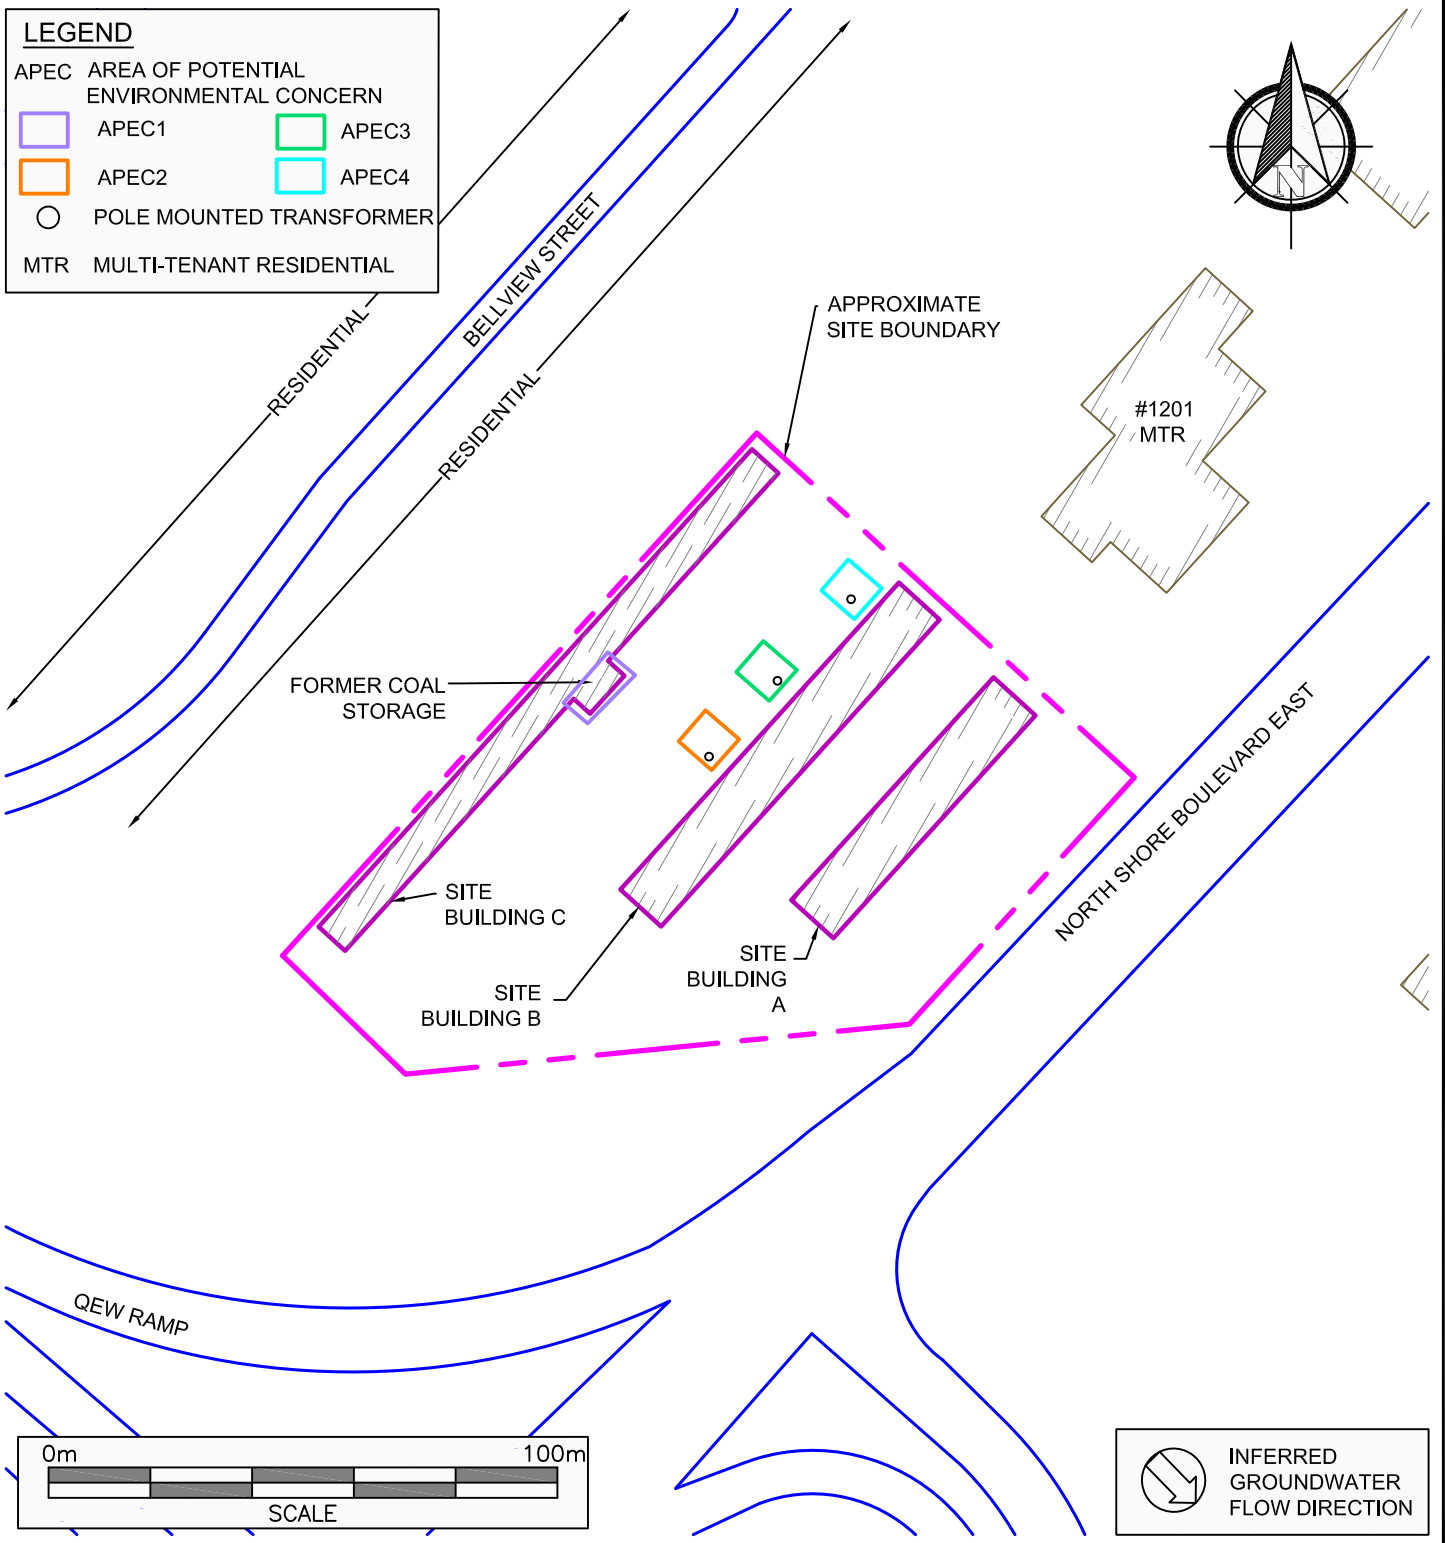 LEGEND
APEC AREA OF POTENTIAL
ENVIRONMENTAL CONCERN
APEC1
APEC3
APEC2
APEC4
POLE MOUNTED TRANSFORMER
MTR MULTI-TENANT RESIDENTIAL
N
RESIDENTIAL
BELLVIEW STREET
RESIDENTIAL
APPROXIMATE
SITE BOUNDARY
#1201
MTR
FORMER COAL
STORAGE
SITE
BUILDING C
SITE
BUILDING B
SITE
BUILDING
A
NORTH SHORE BOULEVARD EAST
QEW RAMP
0m 100m
SCALE
INFERRED
GROUNDWATER
FLOW DIRECTION